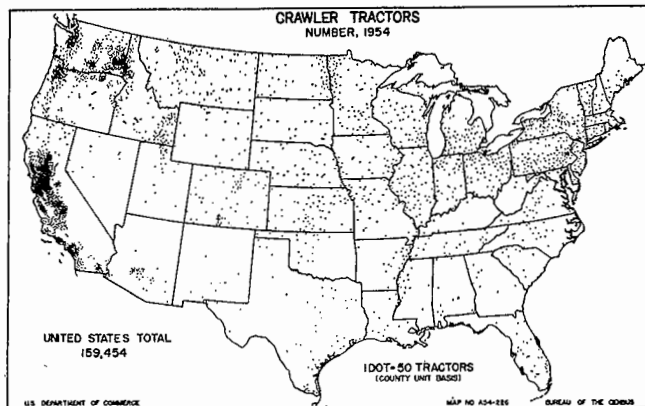 CRAWLER TRACTORS
NUMBER, 1954
UNITED STATES TOTAL
159,454
1 DOT-50 TRACTORS
(COUNTY UNIT BASIS)
U.S. DEPARTMENT OF COMMERCE
MAP NO A54-226
BUREAU OF THE CENSUS